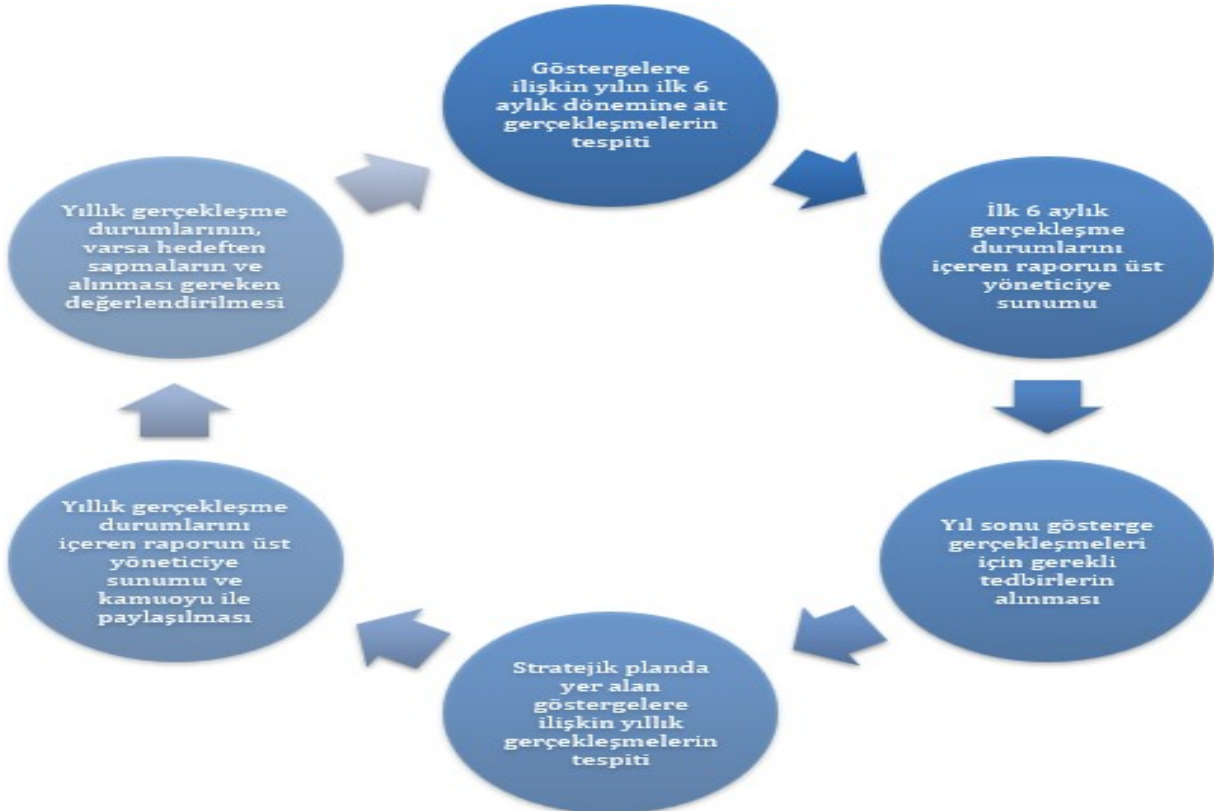 Göstergelere
ilişkin yılın ilk 6
aylık dönemine ait
gerçekleşmelerin
tespiti
İlk 6 aylık
gerçekleşme
durumlarını
içeren raporun üst
yöneticiye
sunumu
Yıl sonu gösterge
gerçekleşmeleri
için gerekli
tedbirlerin
alınması
Stratejik planda
yer alan
göstergelere
ilişkin yıllık
gerçekleşmelerin
tespiti
Yıllık gerçekleşme
durumlarını
içeren raporun üst
yöneticiye
sunumu ve
kamuoyu ile
paylaşılması
Yıllık gerçekleşme
durumlarının,
varsa hedeften
sapmaların ve
alınması gereken
değerlendirilmesi